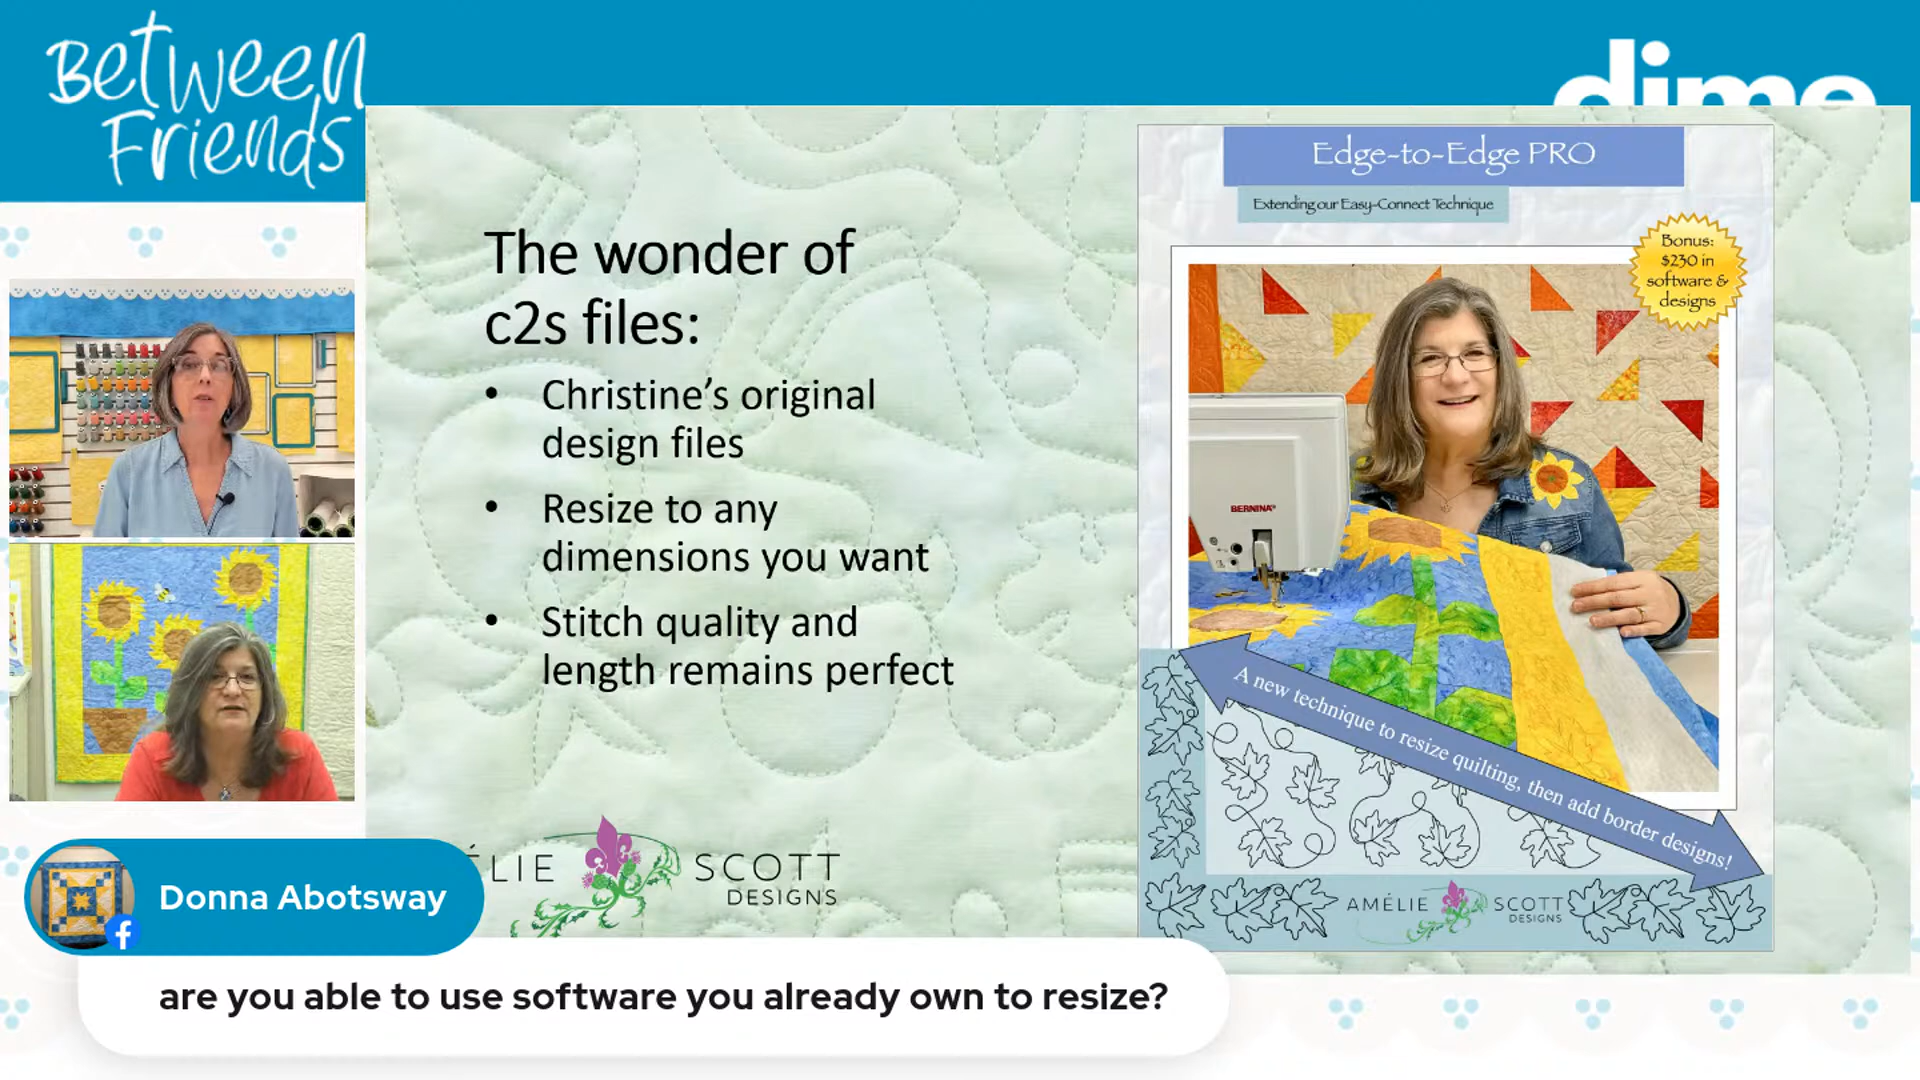 Between
Friends
dime
The wonder of
c2s files:
• Christine’s original
design files
• Resize to any
dimensions you want
• Stitch quality and
length remains perfect
LIE SCOTT
DESIGNS
Edge-to-Edge PRO
Extending our Easy-Connect Technique
Bonus:
$230 in
software &
designs
BERNINA
A new technique to resize quilting, then add border designs!
AMÉLIE SCOTT
DESIGNS
Donna Abotsway
are you able to use software you already own to resize?